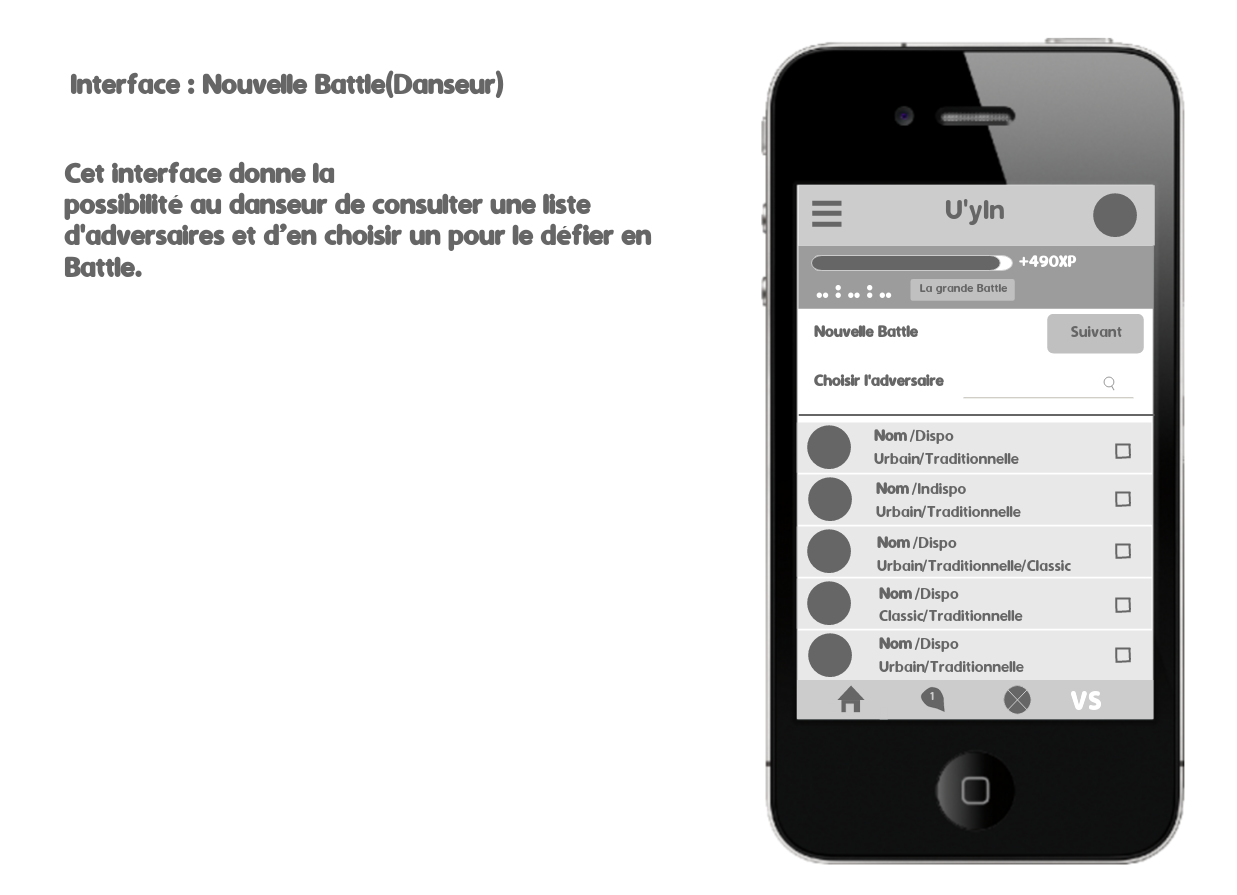 Interface : Nouvelle Battle(Danseur)
Cet interface donne la
possibilité au danseur de consulter une liste
d'adversaires et d’en choisir un pour le défier en
Battle.
U'yIn
+490XP
.. : .. : ..
La grande Battle
Nouvelle Battle
Suivant
Choisir l'adversaire
Nom /Dispo
Urbain/Traditionnelle
Nom /Indispo
Urbain/Traditionnelle
Nom /Dispo
Urbain/Traditionnelle/Classic
Nom /Dispo
Classic/Traditionnelle
Nom /Dispo
Urbain/Traditionnelle
1
VS